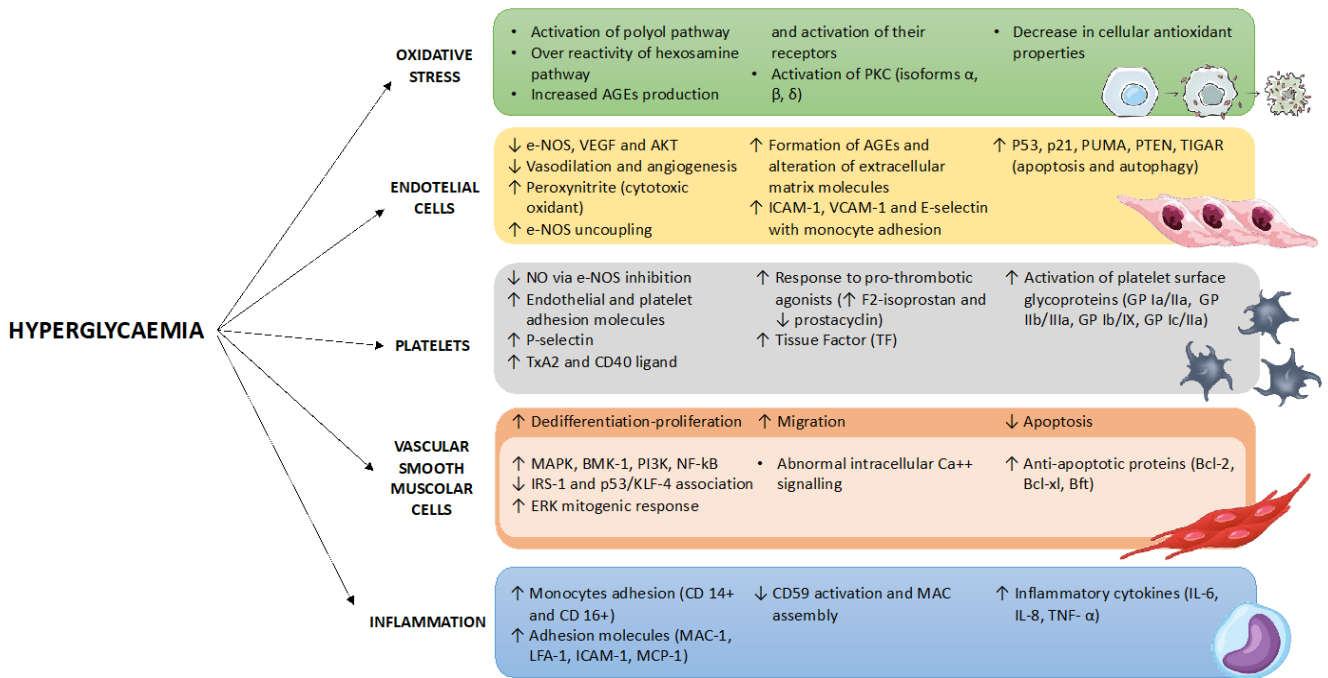 HYPERGLYCAEMIA
OXIDATIVE
STRESS
• Activation of polyol pathway
• Over reactivity of hexosamine
pathway
• Increased AGEs production
and activation of their
receptors
• Activation of PKC (isoforms α,
β, δ)
• Decrease in cellular antioxidant
properties
ENDOTELIAL
CELLS
↓ e-NOS, VEGF and AKT
↓ Vasodilation and angiogenesis
↑ Peroxynitrite (cytotoxic
oxidant)
↑ e-NOS uncoupling
↑ Formation of AGEs and
alteration of extracellular
matrix molecules
↑ ICAM-1, VCAM-1 and E-selectin
with monocyte adhesion
↑ P53, p21, PUMA, PTEN, TIGAR
(apoptosis and autophagy)
PLATELETS
↓ NO via e-NOS inhibition
↑ Endothelial and platelet
adhesion molecules
↑ P-selectin
↑ TxA2 and CD40 ligand
↑ Response to pro-thrombotic
agonists (↑ F2-isoprostan and
↓ prostacyclin)
↑ Tissue Factor (TF)
↑ Activation of platelet surface
glycoproteins (GP Ia/IIa, GP
IIb/IIIa, GP Ib/IX, GP Ic/IIa)
VASCULAR
SMOOTH
MUSCOLAR
CELLS
↑ Dedifferentiation-proliferation
↑ Migration
↓ Apoptosis
↑ MAPK, BMK-1, PI3K, NF-kB
↓ IRS-1 and p53/KLF-4 association
↑ ERK mitogenic response
• Abnormal intracellular Ca++
signalling
↑ Anti-apoptotic proteins (Bcl-2,
Bcl-xl, Bft)
INFLAMMATION
↑ Monocytes adhesion (CD 14+
and CD 16+)
↑ Adhesion molecules (MAC-1,
LFA-1, ICAM-1, MCP-1)
↓ CD59 activation and MAC
assembly
↑ Inflammatory cytokines (IL-6,
IL-8, TNF- α)